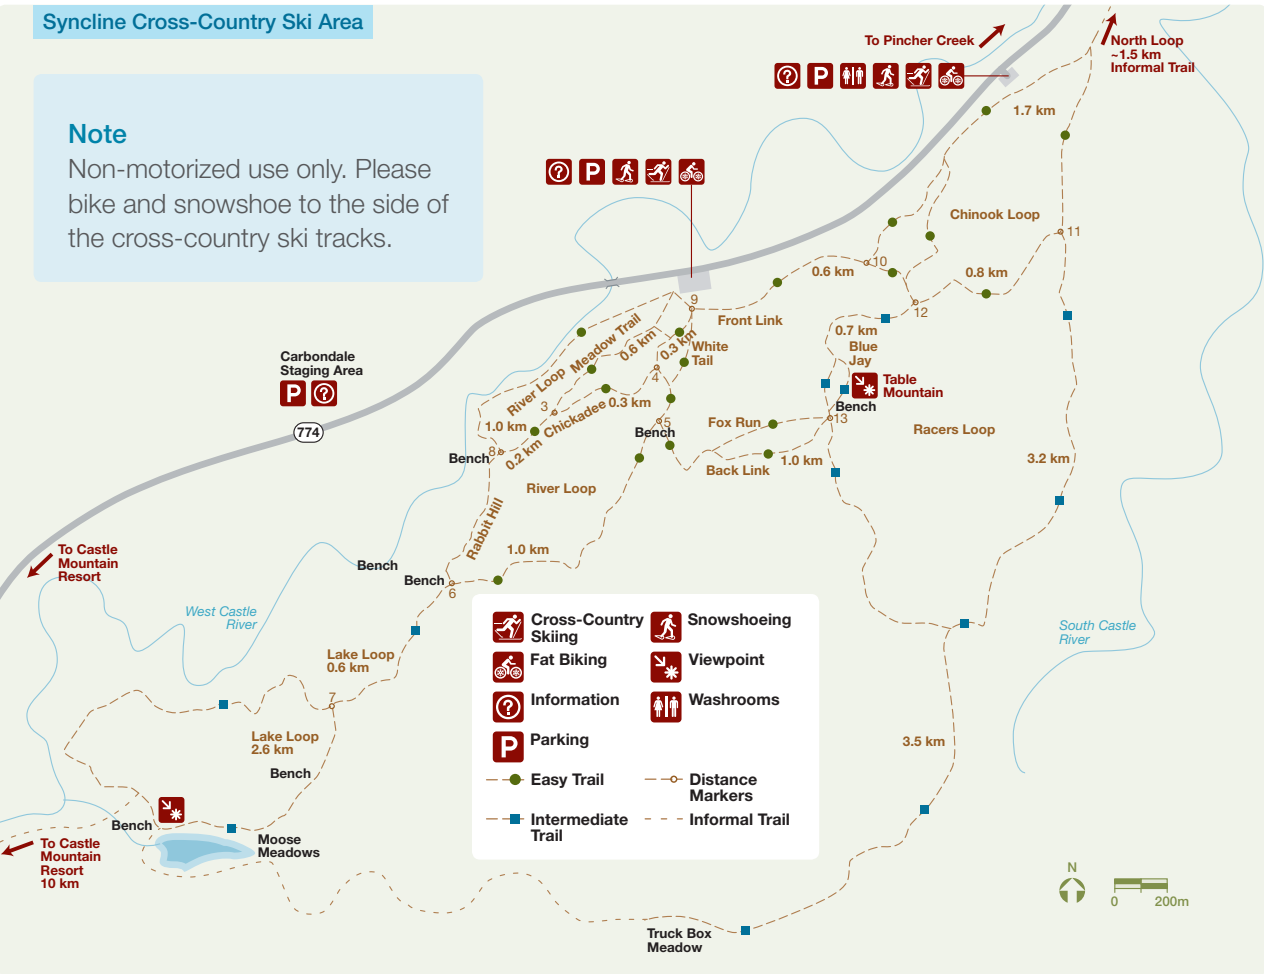 Syncline Cross-Country Ski Area
Note
Non-motorized use only. Please
bike and snowshoe to the side of
the cross-country ski tracks.
To Pincher Creek
North Loop
~1.5 km
Informal Trail
P
1.7 km
P
Chinook Loop
11
10
0.6 km
0.8 km
12
9
Front Link
0.7 km
Blue
Jay
Meadow Trail
0.6 km
0.3 km
White
Tail
Carbondale
Staging Area
P
774
River Loop
4
Table
Mountain
Bench
3
Chickadee
0.3 km
1.0 km
13
5
Bench
Fox Run
Racers Loop
8
Bench
0.2 km
Back Link
1.0 km
3.2 km
River Loop
Rabbit Hill
1.0 km
To Castle
Mountain
Resort
Bench
Bench
6
West Castle
River
South Castle
River
Lake Loop
0.6 km
7
Lake Loop
2.6 km
Bench
3.5 km
Bench
Moose
Meadows
To Castle
Mountain
Resort
10 km
Truck Box
Meadow
Cross-Country
Skiing
Snowshoeing
Fat Biking
Viewpoint
Information
Washrooms
P
Parking
Easy Trail
Distance
Markers
Intermediate
Trail
Informal Trail
N
0
200m